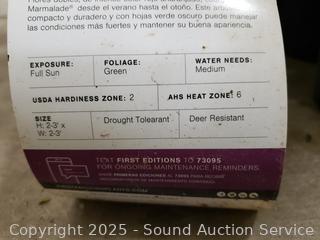 Marmalade® desde el verano hasta el otoño. Este arbusto
compacto y duradero y con hojas verde oscuro puede manejar
las condiciones más fuertes y mantener su buena apariencia.
EXPOSURE:
Full Sun
FOLIAGE:
Green
WATER NEEDS:
Medium
USDA HARDINESS ZONE: 2
AHS HEAT ZONE: 6
SIZE
H: 2-3' x
W: 2-3'
Drought Tolearant
Deer Resistant
TEXT FIRST EDITIONS TO 73095
FOR ONGOING MAINTENANCE REMINDERS.
Copyright 2025 - Sound Auction Service